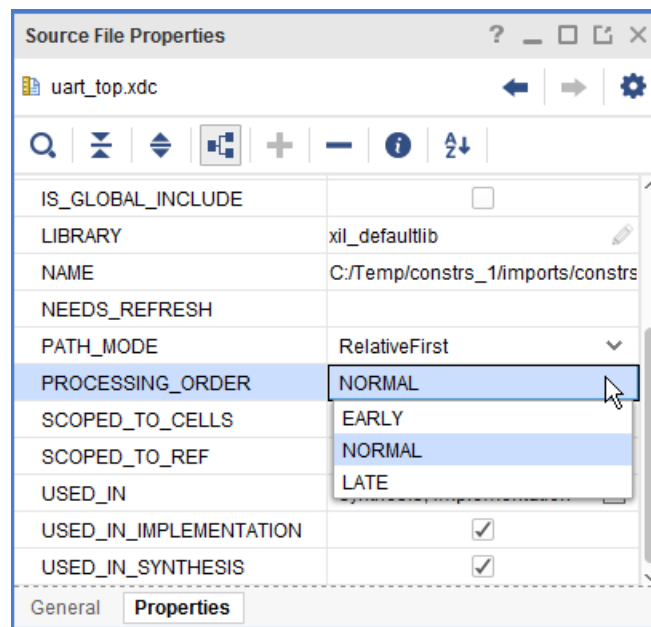 Source File Properties
uart_top.xdc
IS_GLOBAL_INCLUDE
LIBRARY xil_defaultlib
NAME C:/Temp/constrs_1/imports/constrs
NEEDS_REFRESH
PATH_MODE RelativeFirst
PROCESSING_ORDER NORMAL
SCOPED_TO_CELLS EARLY
SCOPED_TO_REF NORMAL
USED_IN LATE
USED_IN_IMPLEMENTATION
USED_IN_SYNTHESIS
General Properties